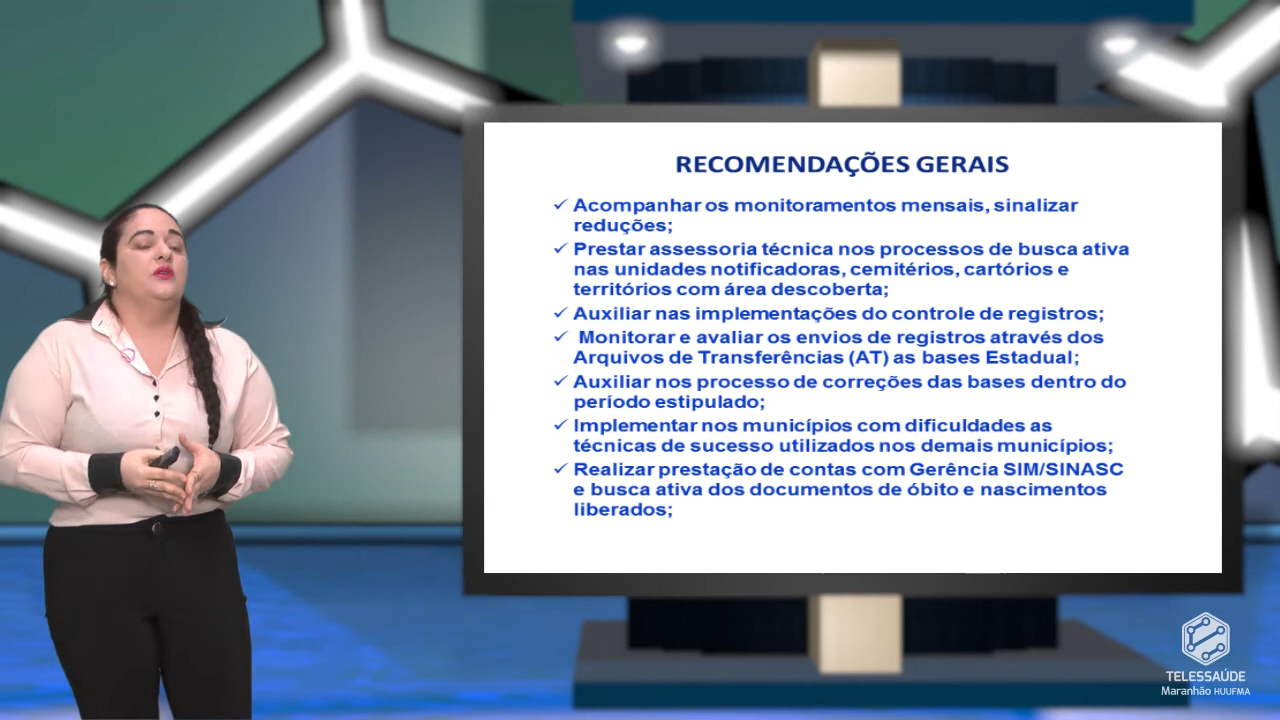 RECOMENDAÇÕES GERAIS
✓ Acompanhar os monitoramentos mensais, sinalizar
reduções;
✓ Prestar assessoria técnica nos processos de busca ativa
nas unidades notificadoras, cemitérios, cartórios e
territórios com área descoberta;
✓ Auxiliar nas implementações do controle de registros;
✓ Monitorar e avaliar os envios de registros através dos
Arquivos de Transferências (AT) as bases Estadual;
✓ Auxiliar nos processo de correções das bases dentro do
período estipulado;
✓ Implementar nos municípios com dificuldades as
técnicas de sucesso utilizados nos demais municípios;
✓ Realizar prestação de contas com Gerência SIM/SINASC
e busca ativa dos documentos de óbito e nascimentos
liberados;
TELESSAÚDE
Maranhão HUUFMA